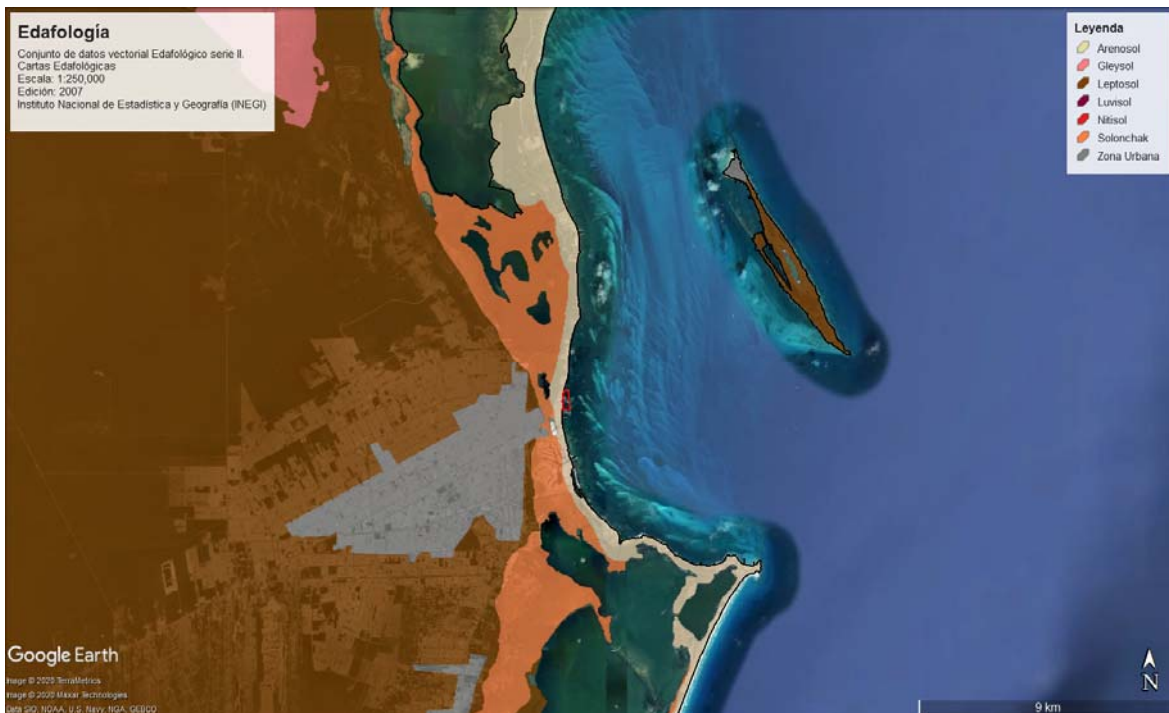 Edafología
Conjunto de datos vectorial Edafológico serie II.
Cartas Edafológicas
Escala: 1:250,000
Edición: 2007
Instituto Nacional de Estadística y Geografía (INEGI)
Leyenda
Arenosol
Gleysol
Leptosol
Luvisol
Nitisol
Solonchak
Zona Urbana
Google Earth
Image © 2020 TerraMetrics
Image © 2020 Maxar Technologies
Data SIO, NOAA, U.S. Navy, NGA, GEBCO
N
9 km